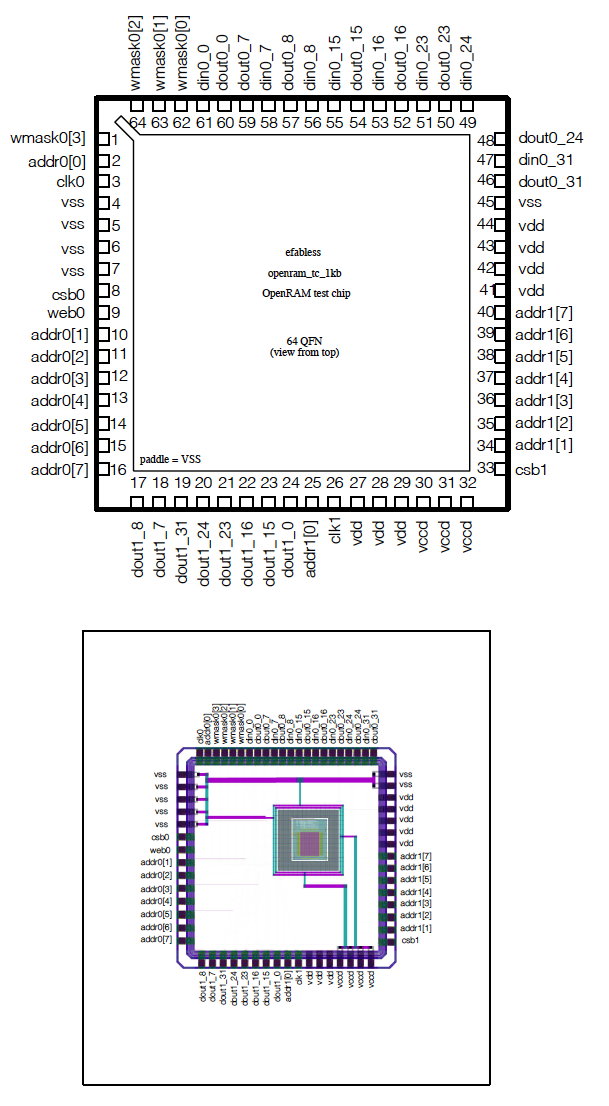 wmask0[2]
wmask0[1]
wmask0[0]
din0_0
dout0_0
dout0_7
din0_7
dout0_8
din0_8
din0_15
dout0_15
din0_16
dout0_16
din0_23
dout0_23
din0_24
64 63 62 61 60 59 58 57 56 55 54 53 52 51 50 49
wmask0[3] 1
addr0[0] 2
clk0 3
vss 4
vss 5
vss 6
vss 7
csb0 8
web0 9
addr0[1] 10
addr0[2] 11
addr0[3] 12
addr0[4] 13
addr0[5] 14
addr0[6] 15
addr0[7] 16
efabless
openram_tc_1kb
OpenRAM test chip
64 QFN
(view from top)
paddle = VSS
48 dout0_24
47 din0_31
46 dout0_31
45 vss
44 vdd
43 vdd
42 vdd
41 vdd
40 addr1[7]
39 addr1[6]
38 addr1[5]
37 addr1[4]
36 addr1[3]
35 addr1[2]
34 addr1[1]
33 csb1
17 18 19 20 21 22 23 24 25 26 27 28 29 30 31 32
dout1_8
dout1_7
dout1_31
dout1_24
dout1_23
dout1_16
dout1_15
dout1_0
addr1[0]
clk1
vdd
vdd
vdd
vccd
vccd
vccd
clk0
addr0[0]
wmask0[3]
wmask0[2]
wmask0[1]
wmask0[0]
din0_0
dout0_0
dout0_7
din0_7
dout0_8
din0_8
din0_15
dout0_15
din0_16
dout0_16
din0_23
dout0_23
din0_24
dout0_24
din0_31
dout0_31
vss
vss
vss
vss
vss
csb0
web0
addr0[1]
addr0[2]
addr0[3]
addr0[4]
addr0[5]
addr0[6]
addr0[7]
vss
vss
vdd
vdd
vdd
vdd
vdd
addr1[7]
addr1[6]
addr1[5]
addr1[4]
addr1[3]
addr1[2]
addr1[1]
csb1
dout1_8
dout1_7
dout1_31
dout1_24
dout1_23
dout1_16
dout1_15
dout1_0
addr1[0]
clk1
vdd
vdd
vdd
vccd
vccd
vccd
vccd